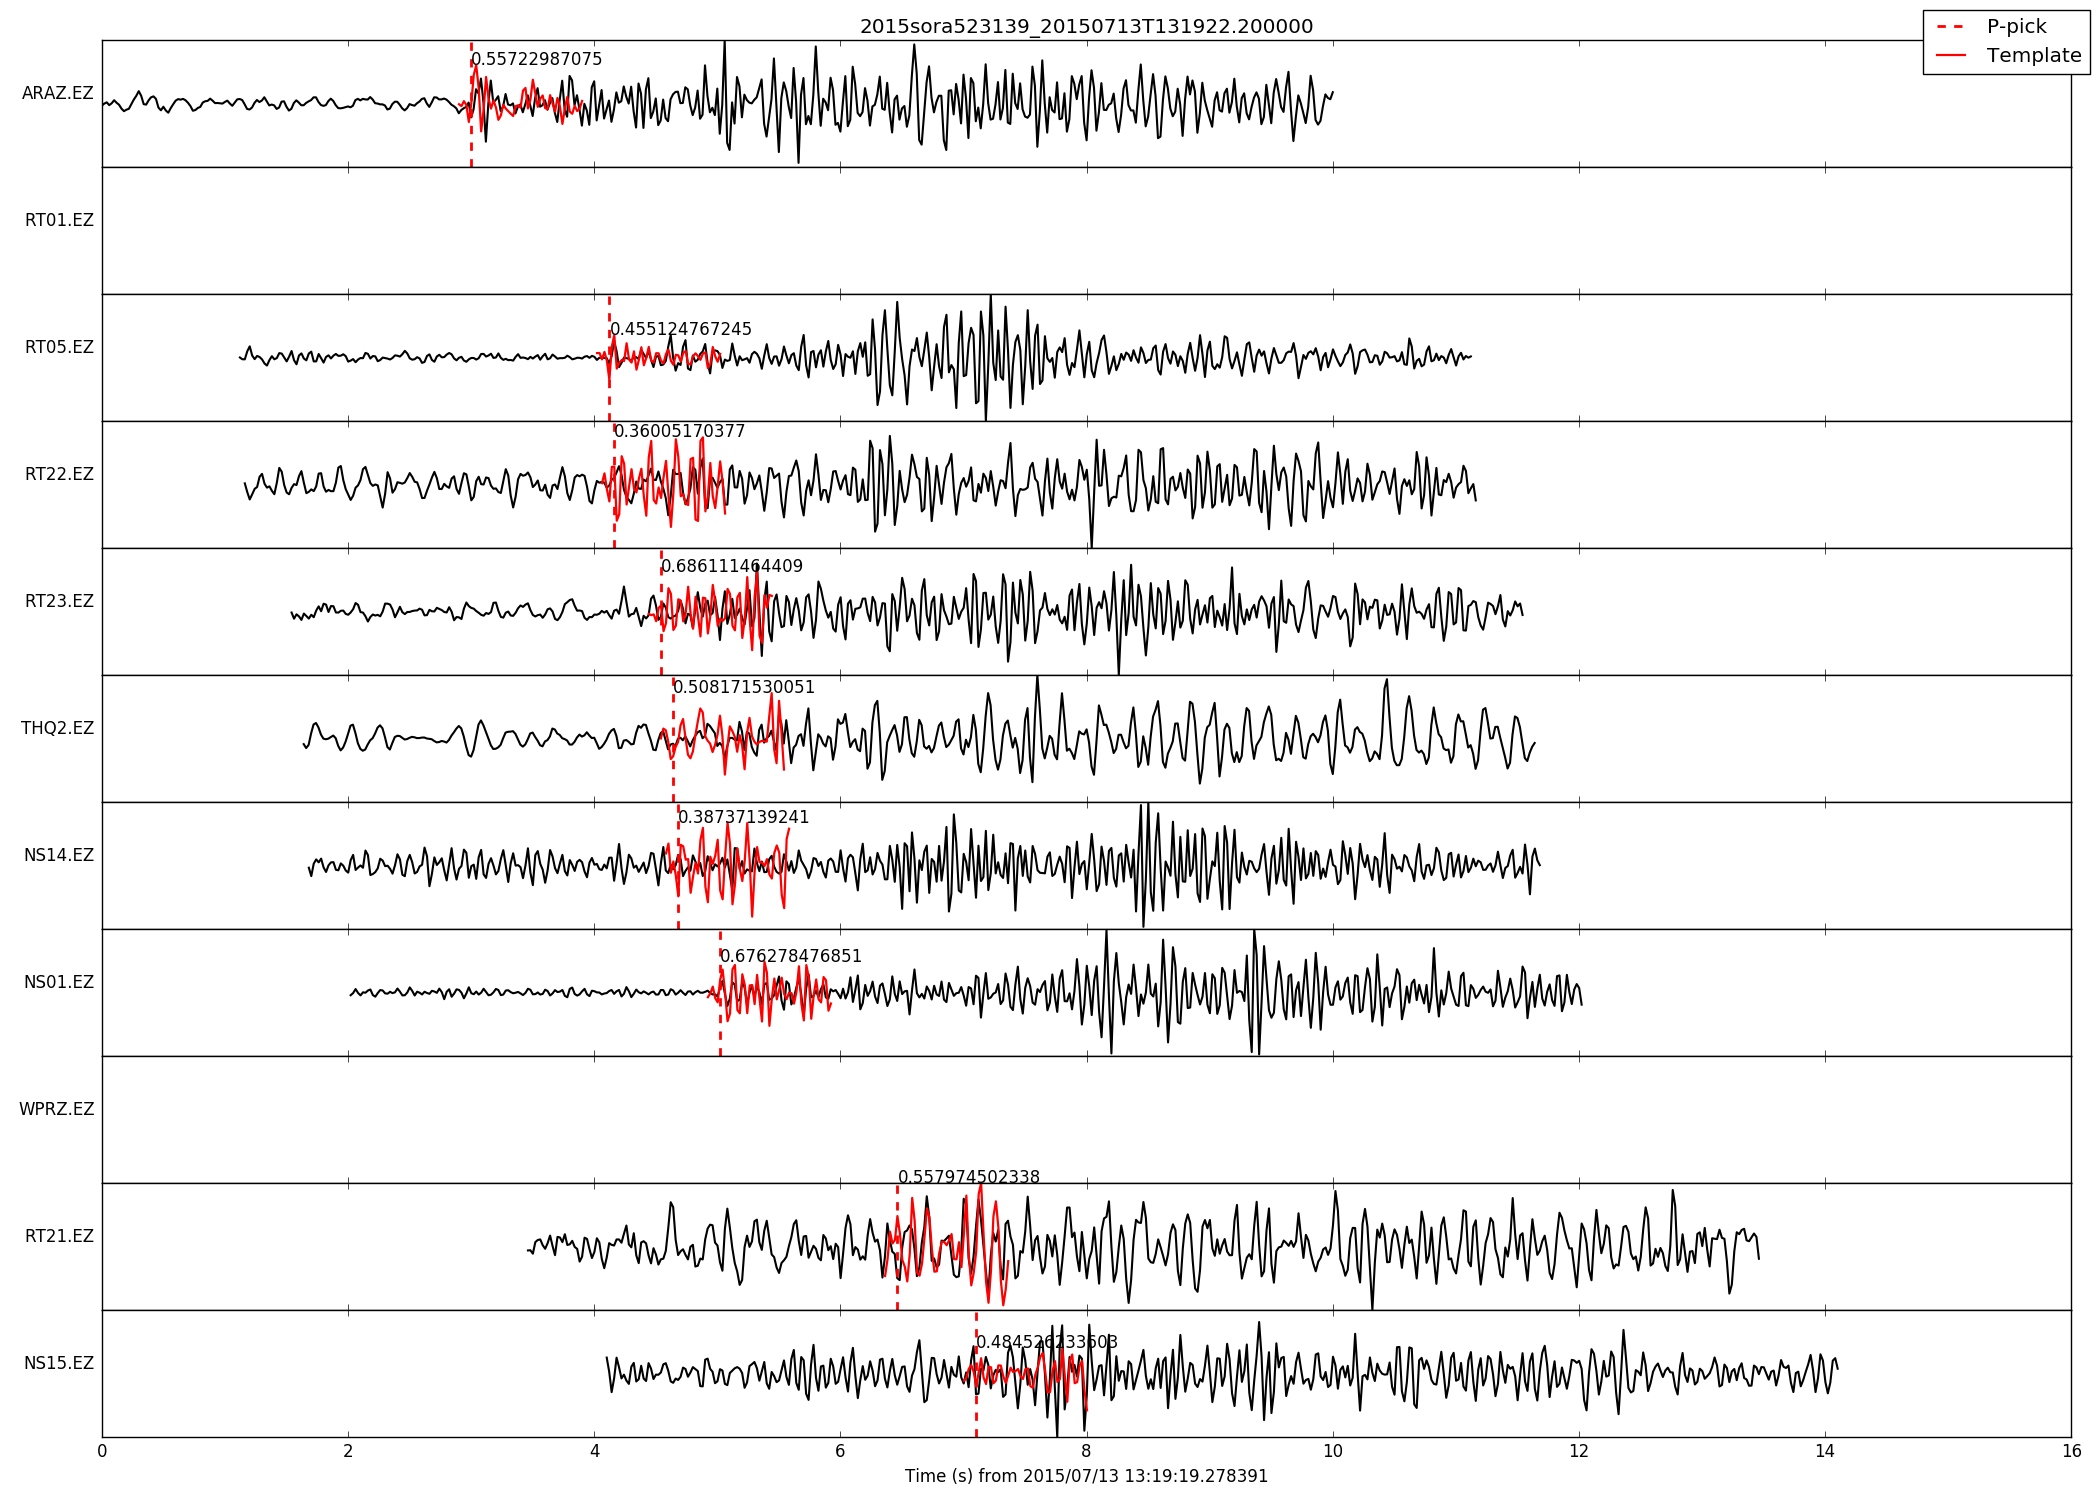 2015sora523139_20150713T131922.200000
P-pick
Template
ARAZ.EZ
0.55722987075
RT01.EZ
RT05.EZ
0.455124767245
RT22.EZ
0.36005170377
RT23.EZ
0.686111464409
THQ2.EZ
0.508171530051
NS14.EZ
0.38737139241
NS01.EZ
0.676278476851
WPRZ.EZ
RT21.EZ
0.557974502338
NS15.EZ
0.484526233603
0 2 4 6 8 10 12 14 16
Time (s) from 2015/07/13 13:19:19.278391